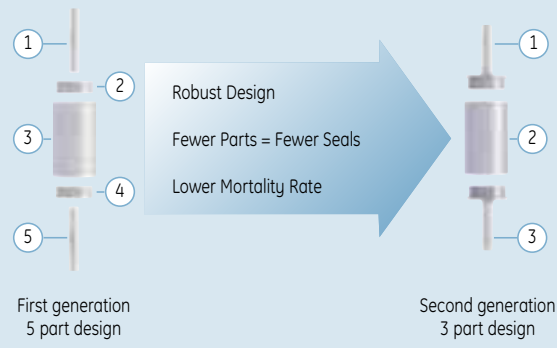 1
2
3
4
5
First generation
5 part design
Robust Design
Fewer Parts = Fewer Seals
Lower Mortality Rate
1
2
3
Second generation
3 part design